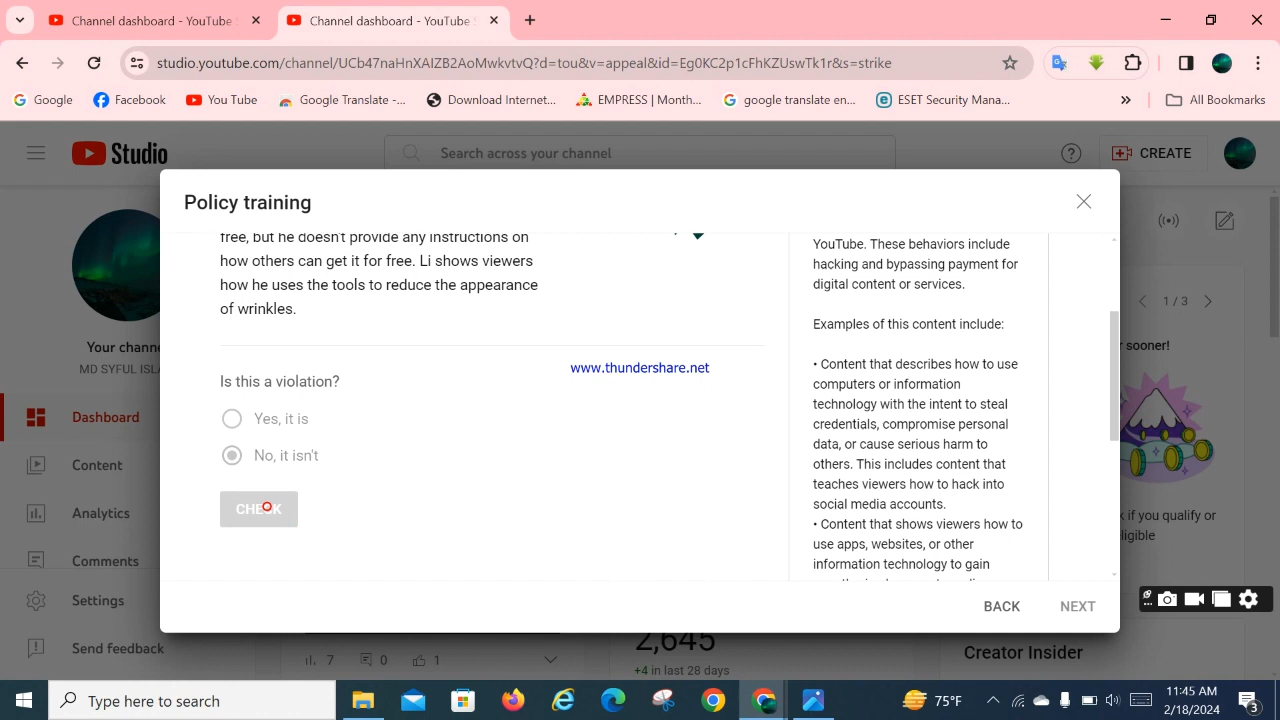 Channel dashboard - YouTube S
Channel dashboard - YouTube S
studio.youtube.com/channel/UCb47naHnXAiZB2AoMwkvtvQ?d=tou&v=appeal&id=Eg0KC2p1cFhKZUswTk1r&s=strike
Google
Facebook
You Tube
Google Translate -...
Download Internet...
EMPRESS | Month...
google translate en...
ESET Security Mana...
All Bookmarks
Studio
Search across your channel
CREATE
Policy training
free, but he doesn't provide any instructions on
how others can get it for free. Li shows viewers
how he uses the tools to reduce the appearance
of wrinkles.
www.thundershare.net
Is this a violation?
Yes, it is
No, it isn't
CHECK
YouTube. These behaviors include
hacking and bypassing payment for
digital content or services.
Examples of this content include:
• Content that describes how to use
computers or information
technology with the intent to steal
credentials, compromise personal
data, or cause serious harm to
others. This includes content that
teaches viewers how to hack into
social media accounts.
• Content that shows viewers how to
use apps, websites, or other
information technology to gain
BACK
NEXT
Your chann
MD SYFUL ISLA
Dashboard
Content
Analytics
Comments
Settings
Send feedback
1 / 3
sooner!
k if you qualify or
eligible
7
0
1
2,645
+4 in last 28 days
Creator Insider
Type here to search
75°F
11:45 AM
2/18/2024
3